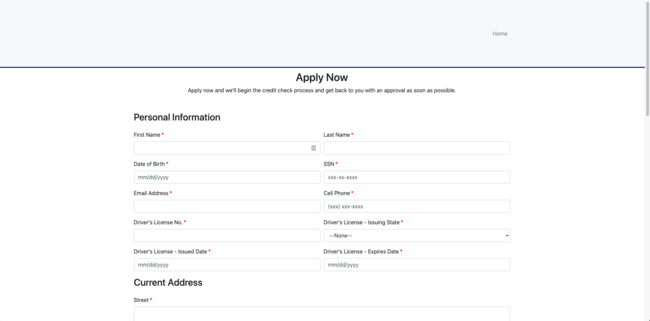 Home
Apply Now
Apply now and we'll begin the credit check process and get back to you with an approval as soon as possible.
Personal Information
First Name *
Last Name *
Date of Birth *
SSN *
mm/dd/yyyy
xxx-xx-xxxx
Email Address *
Cell Phone *
(xxx) xxx-xxxx
Driver's License No. *
Driver's License - Issuing State *
--None--
Driver's License - Issued Date *
Driver's License - Expires Date *
mm/dd/yyyy
mm/dd/yyyy
Current Address
Street *